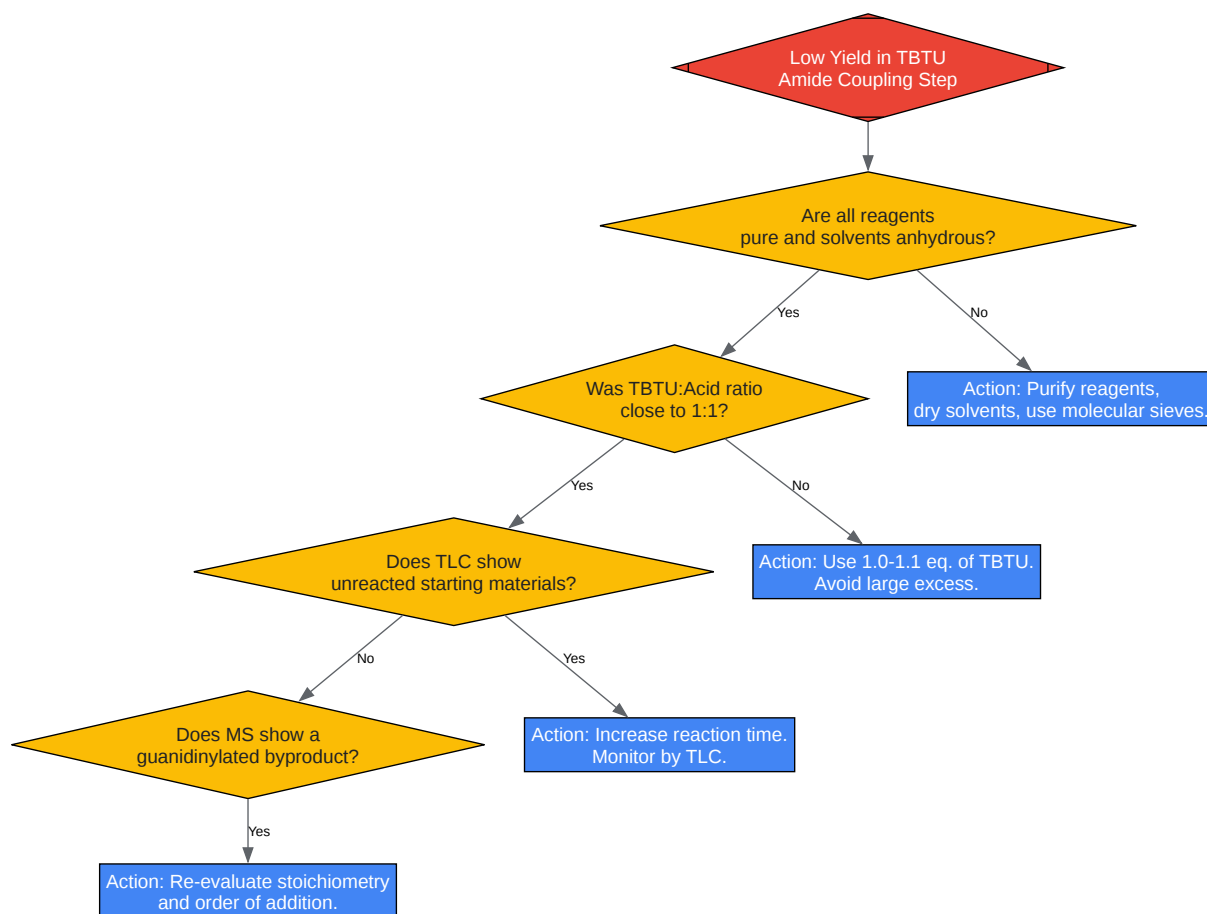 Low Yield in TBTU
Amide Coupling Step
Are all reagents
pure and solvents anhydrous?
Yes
No
Was TBTU:Acid ratio
close to 1:1?
Action: Purify reagents,
dry solvents, use molecular sieves.
Yes
No
Does TLC show
unreacted starting materials?
Action: Use 1.0-1.1 eq. of TBTU.
Avoid large excess.
No
Yes
Does MS show a
guanidinylated byproduct?
Action: Increase reaction time.
Monitor by TLC.
Yes
Action: Re-evaluate stoichiometry
and order of addition.